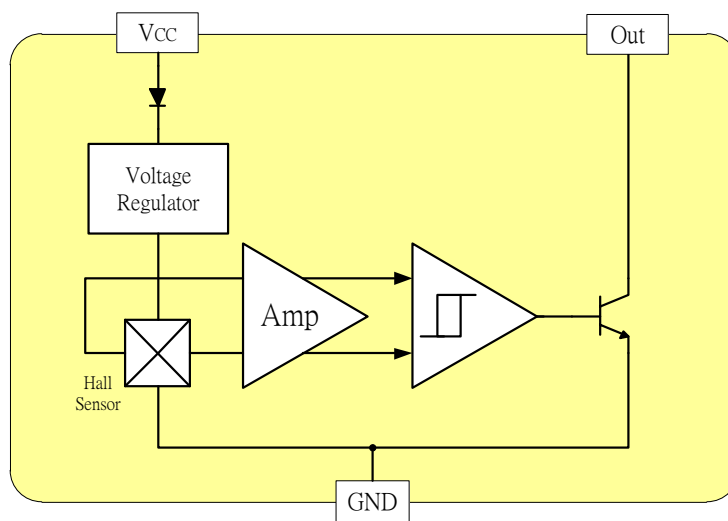 VCC
Out
Voltage
Regulator
Amp
Hall
Sensor
GND